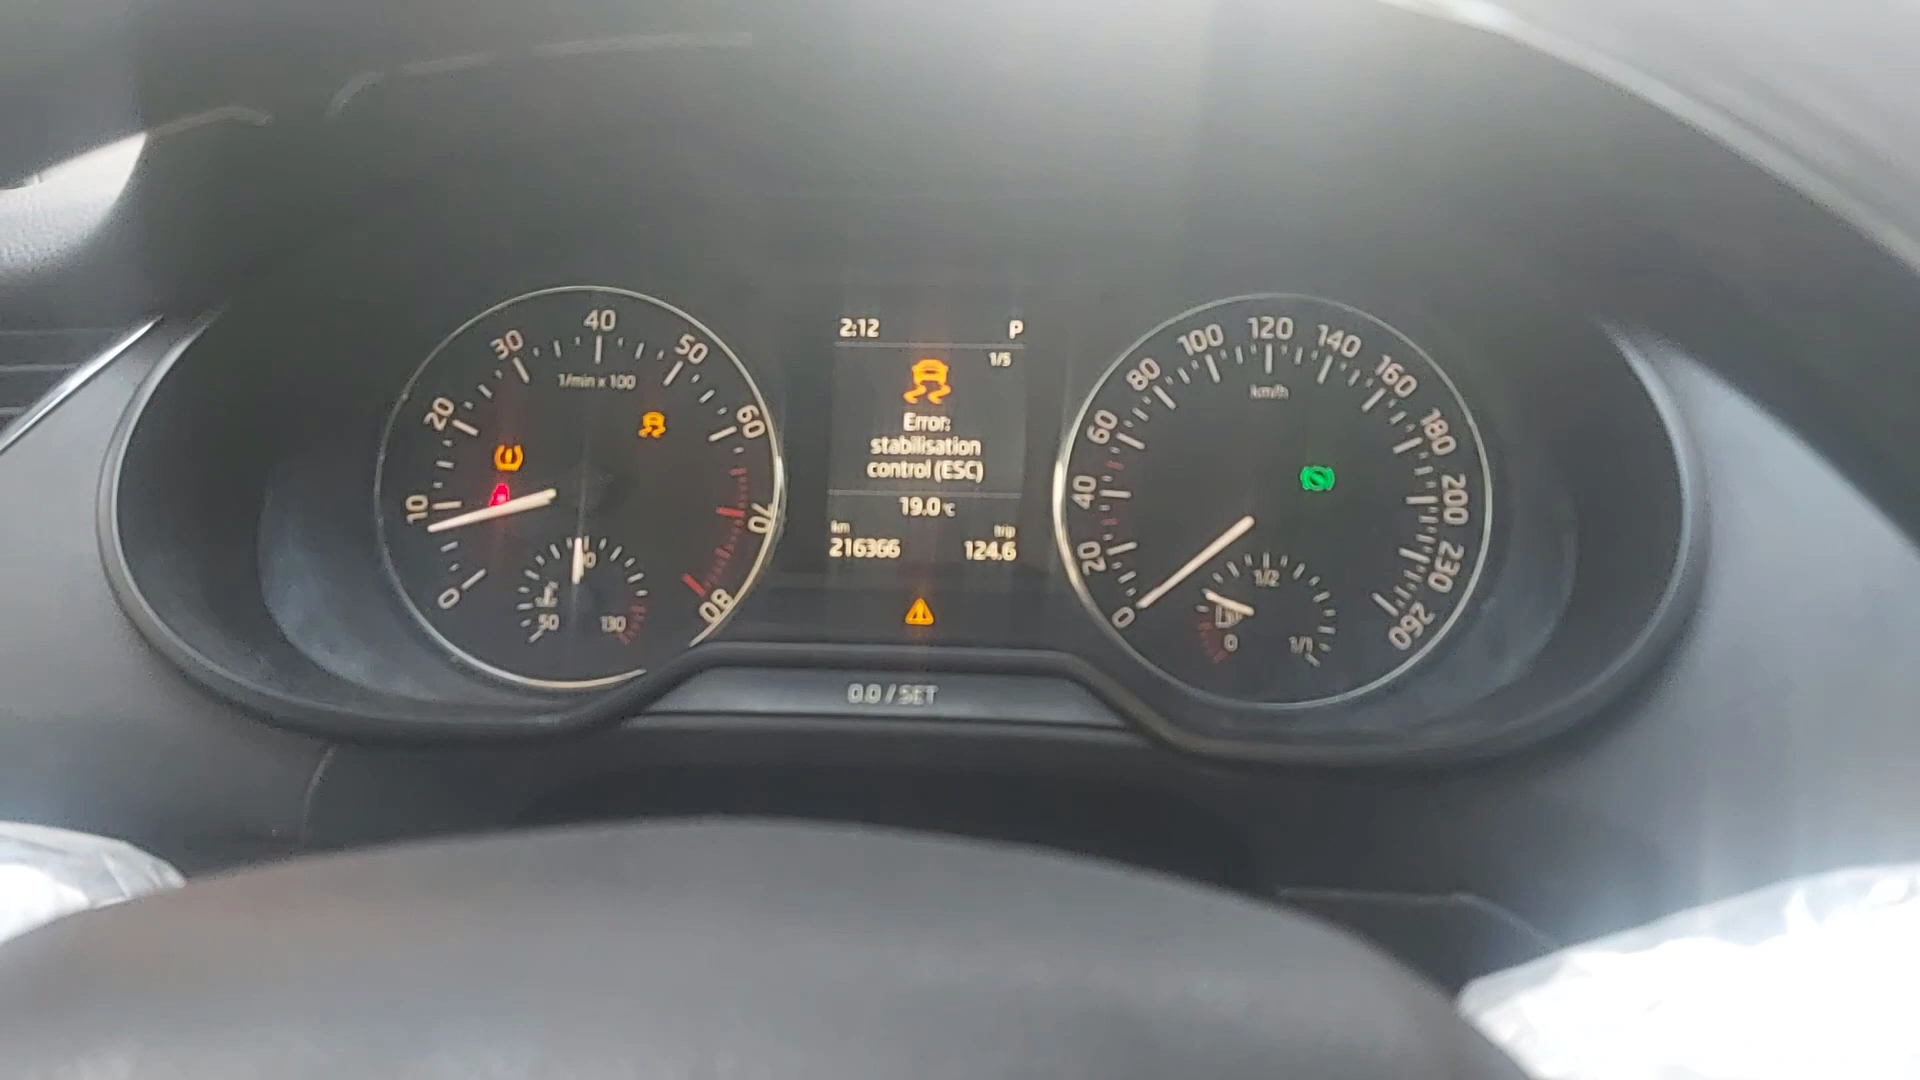 2:12 P
1/5
Error:
stabilisation
control (ESC)
19.0 °C
km trip
216366 124.6
0.0 / SET
0 10 20 30 40 50 60 70 80
1/min x 100
50 90 130
0 20 40 60 80 100 120 140 160 180 200 230 260
km/h
0 1/2 1/1